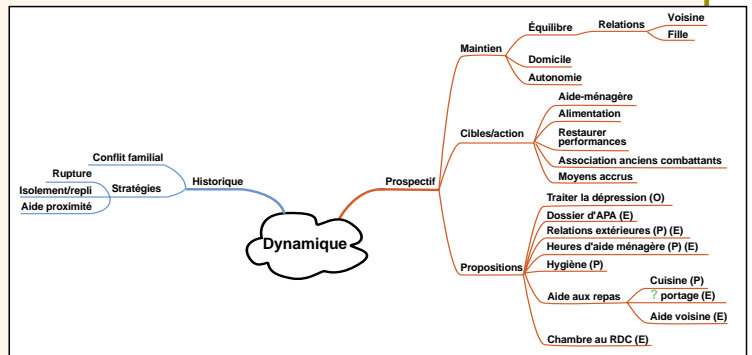 Dynamique
Historique
Conflit familial
Stratégies
Rupture
Isolement/repli
Aide proximité
Prospectif
Maintien
Équilibre
Relations
Voisine
Fille
Domicile
Autonomie
Cibles/action
Aide-ménagère
Alimentation
Restaurer
performances
Association anciens combattants
Moyens accrus
Propositions
Traiter la dépression (O)
Dossier d'APA (E)
Relations extérieures (P) (E)
Heures d'aide ménagère (P) (E)
Hygiène (P)
Aide aux repas
Cuisine (P)
? portage (E)
Aide voisine (E)
Chambre au RDC (E)